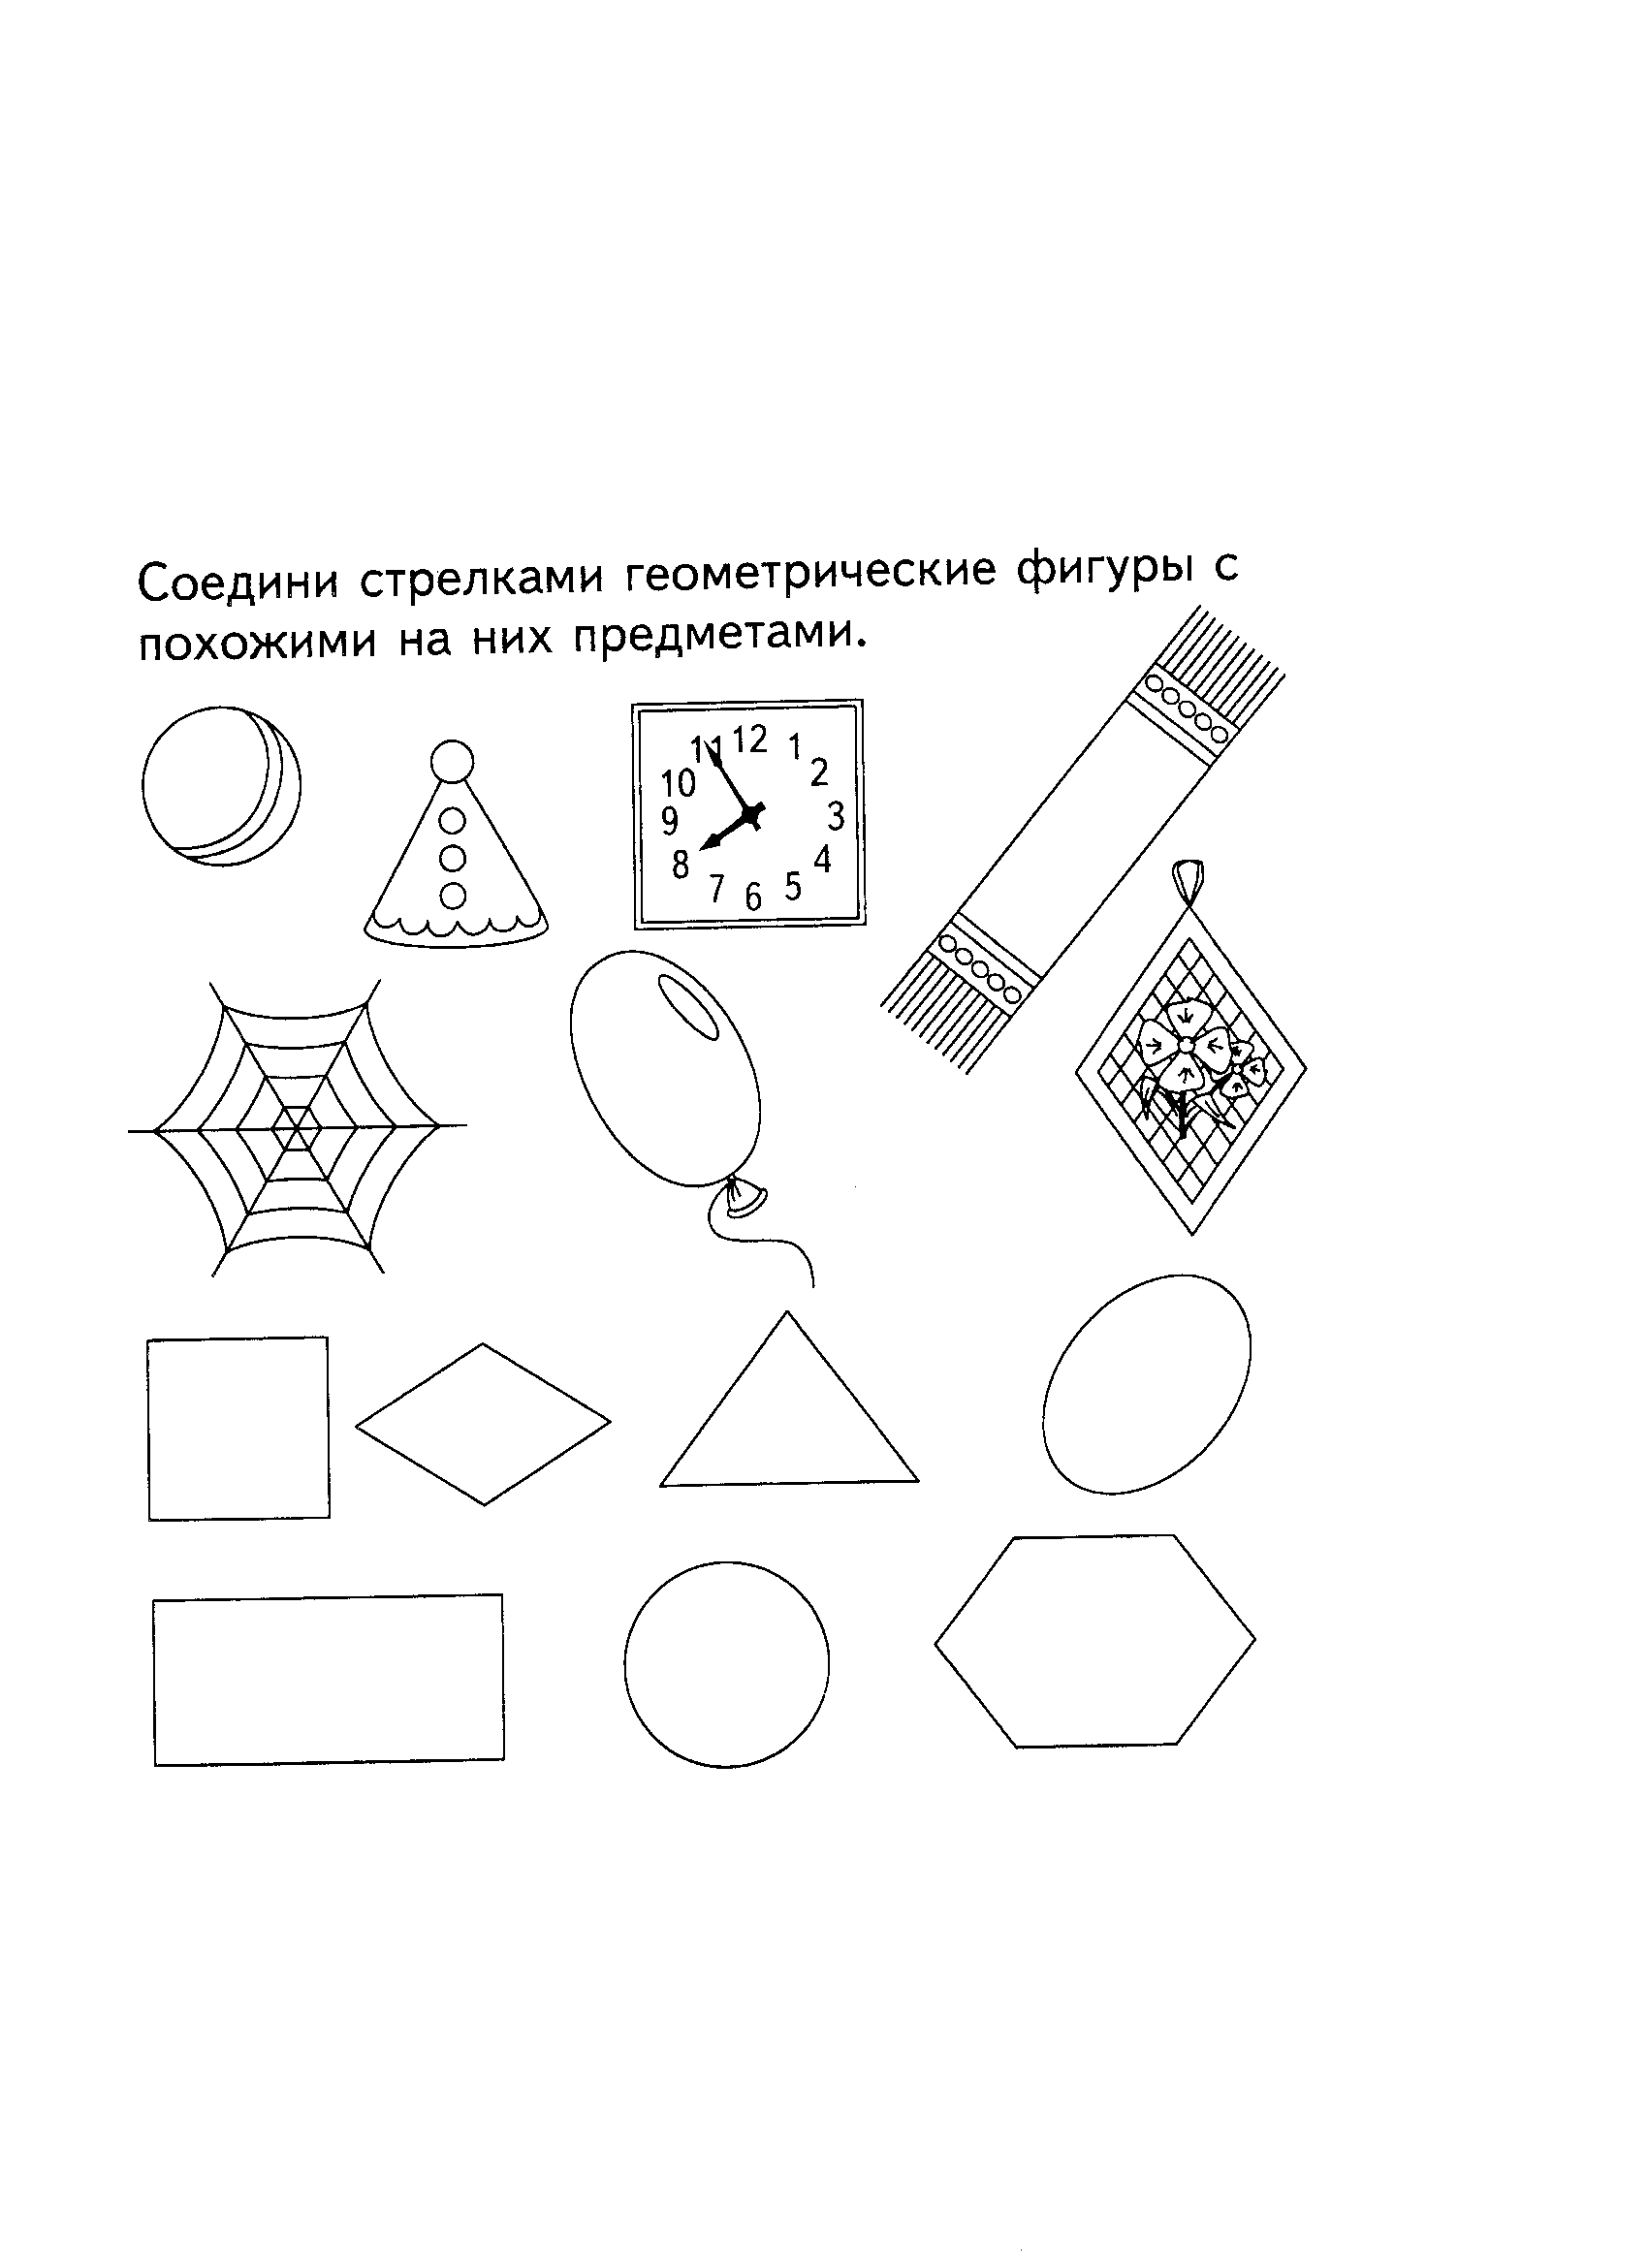 Соедини стрелками геометрические фигуры с
похожими на них предметами.
11 12 1
10 2
9 3
8 4
7 6 5